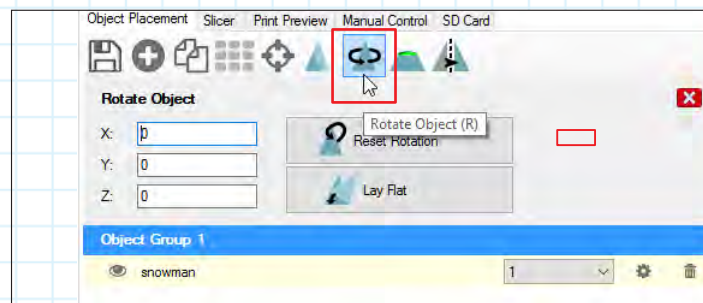 Object Placement Slicer Print Preview Manual Control SD Card
Rotate Object
Rotate Object (R)
X: 0
Reset Rotation
Y: 0
Z: 0
Lay Flat
Object Group 1
snowman 1